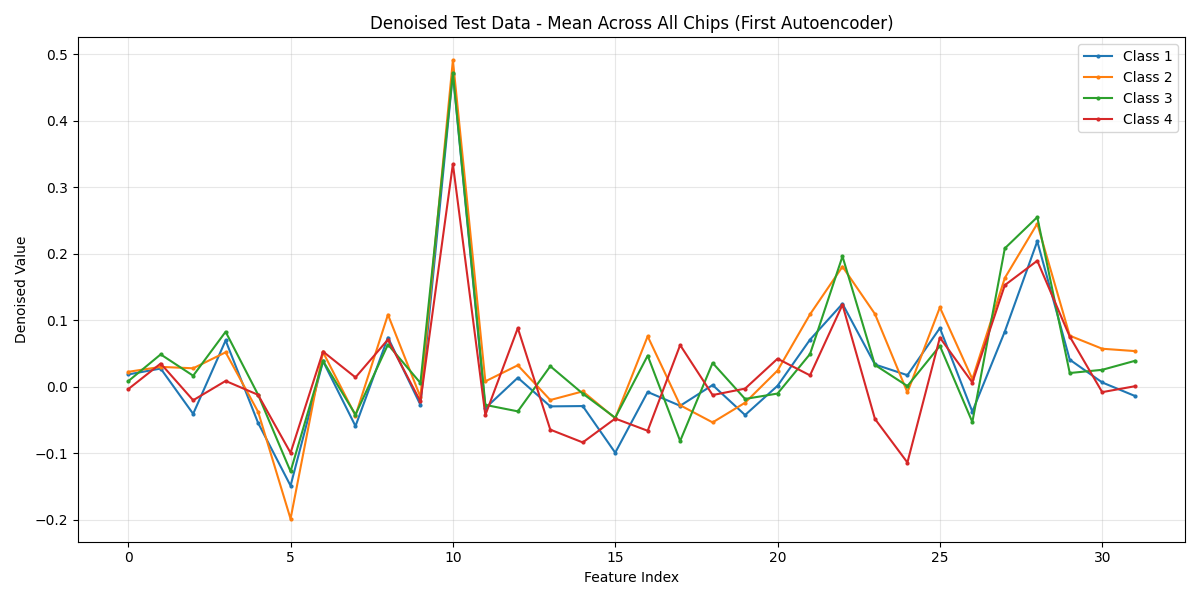 Denoised Test Data - Mean Across All Chips (First Autoencoder)
Class 1
Class 2
Class 3
Class 4
Denoised Value
0.5
0.4
0.3
0.2
0.1
0.0
−0.1
−0.2
0 5 10 15 20 25 30
Feature Index